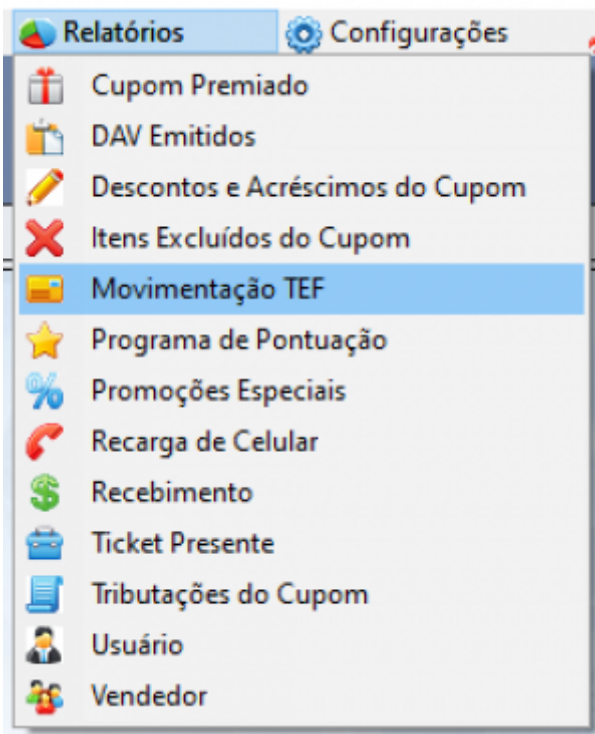 Relatórios Configurações
Cupom Premiado
DAV Emitidos
Descontos e Acréscimos do Cupom
Itens Excluídos do Cupom
Movimentação TEF
Programa de Pontuação
Promoções Especiais
Recarga de Celular
Recebimento
Ticket Presente
Tributações do Cupom
Usuário
Vendedor